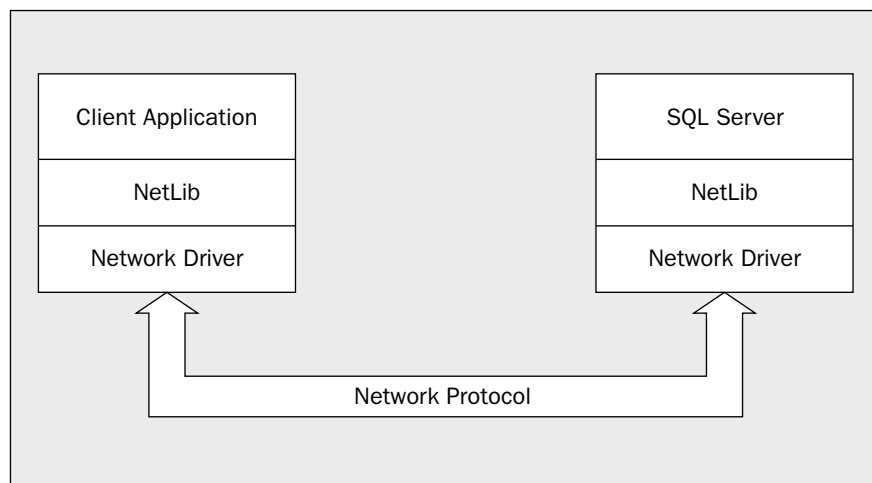 Client Application
NetLib
Network Driver
SQL Server
NetLib
Network Driver
Network Protocol